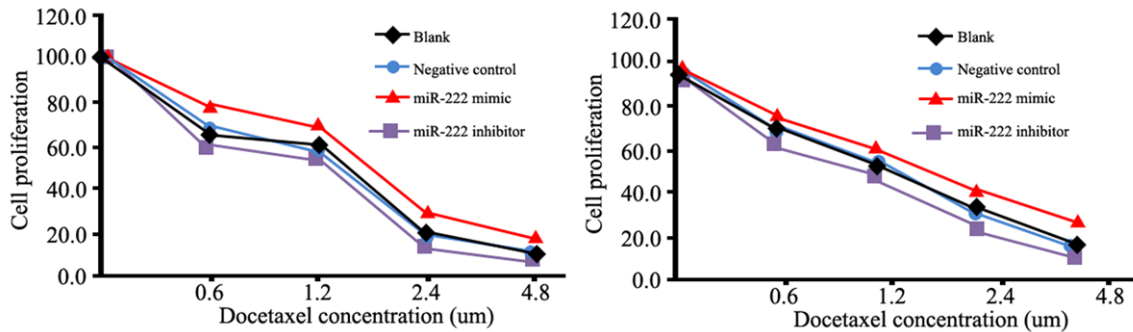 120.0
100.0
80.0
60.0
40.0
20.0
0.0
Cell proliferation
Blank
Negative control
miR-222 mimic
miR-222 inhibitor
0.6 1.2 2.4 4.8
Docetaxel concentration (um)
120.0
100.0
80.0
60.0
40.0
20.0
0.0
Cell proliferation
Blank
Negative control
miR-222 mimic
miR-222 inhibitor
0.6 1.2 2.4 4.8
Docetaxel concentration (um)